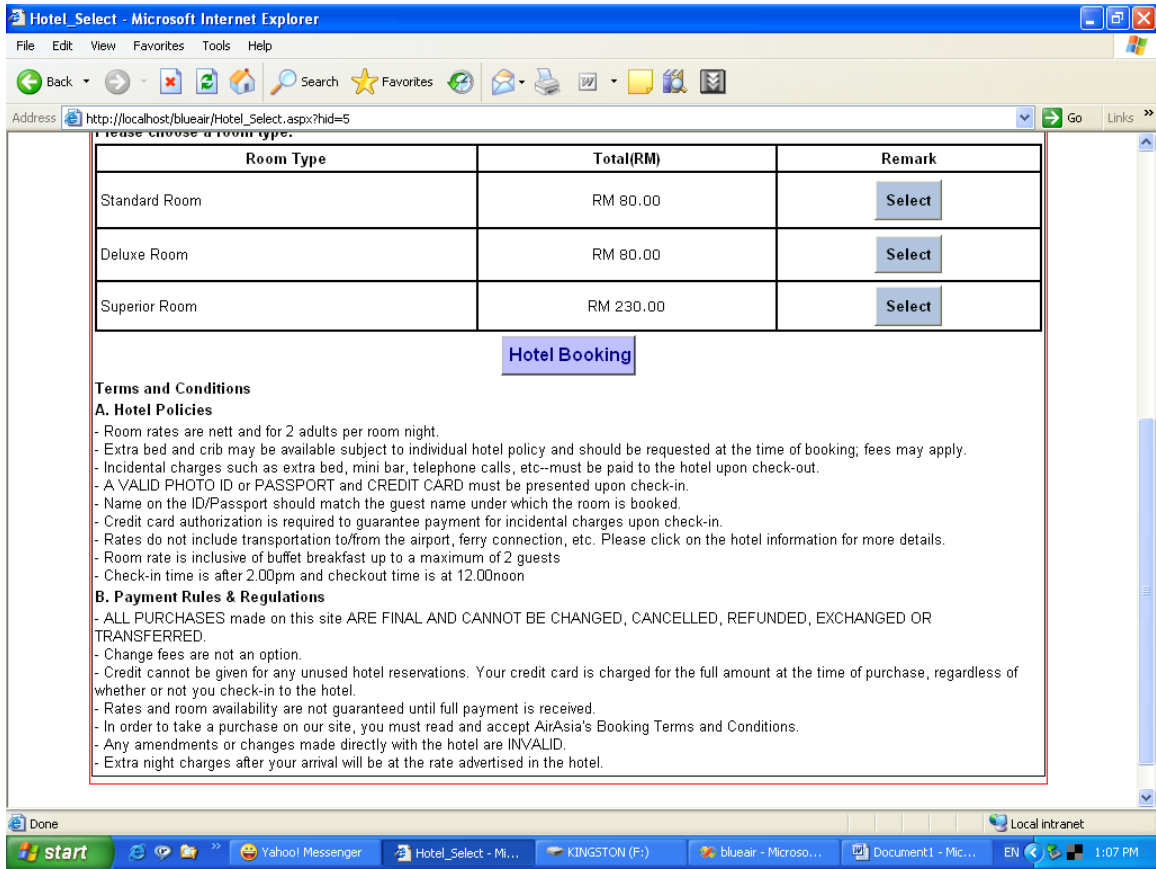 Hotel_Select - Microsoft Internet Explorer
File Edit View Favorites Tools Help
Back Search Favorites
Address http://localhost/blueair/Hotel_Select.aspx?hid=5 Go Links »
Please choose a room type.
Room Type Total(RM) Remark
Standard Room RM 80.00 Select
Deluxe Room RM 80.00 Select
Superior Room RM 230.00 Select
Hotel Booking
Terms and Conditions
A. Hotel Policies
- Room rates are nett and for 2 adults per room night.
- Extra bed and crib may be available subject to individual hotel policy and should be requested at the time of booking; fees may apply.
- Incidental charges such as extra bed, mini bar, telephone calls, etc--must be paid to the hotel upon check-out.
- A VALID PHOTO ID or PASSPORT and CREDIT CARD must be presented upon check-in.
- Name on the ID/Passport should match the guest name under which the room is booked.
- Credit card authorization is required to guarantee payment for incidental charges upon check-in.
- Rates do not include transportation to/from the airport, ferry connection, etc. Please click on the hotel information for more details.
- Room rate is inclusive of buffet breakfast up to a maximum of 2 guests
- Check-in time is after 2.00pm and checkout time is at 12.00noon
B. Payment Rules & Regulations
- ALL PURCHASES made on this site ARE FINAL AND CANNOT BE CHANGED, CANCELLED, REFUNDED, EXCHANGED OR
TRANSFERRED.
- Change fees are not an option.
- Credit cannot be given for any unused hotel reservations. Your credit card is charged for the full amount at the time of purchase, regardless of
whether or not you check-in to the hotel.
- Rates and room availability are not guaranteed until full payment is received.
- In order to take a purchase on our site, you must read and accept AirAsia's Booking Terms and Conditions.
- Any amendments or changes made directly with the hotel are INVALID.
- Extra night charges after your arrival will be at the rate advertised in the hotel.
Done Local intranet
start » Yahoo! Messenger Hotel_Select - Mi... KINGSTON (F:) blueair - Microso... Document1 - Mic... EN 1:07 PM